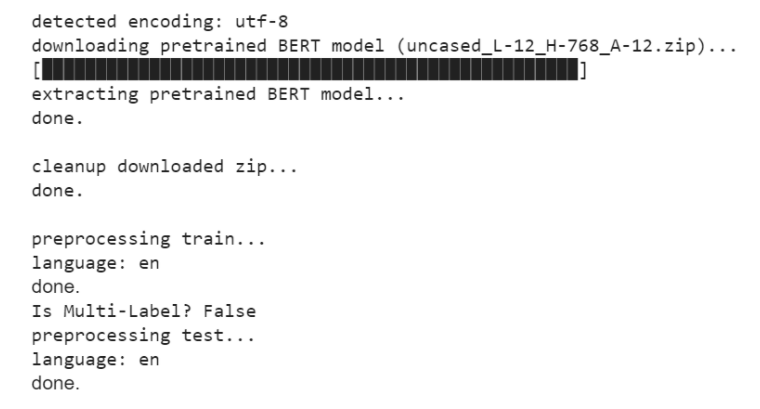 detected encoding: utf-8
downloading pretrained BERT model (uncased_L-12_H-768_A-12.zip)...
[██████████████████████████████████████████████████]
extracting pretrained BERT model...
done.
cleanup downloaded zip...
done.
preprocessing train...
language: en
done.
Is Multi-Label? False
preprocessing test...
language: en
done.